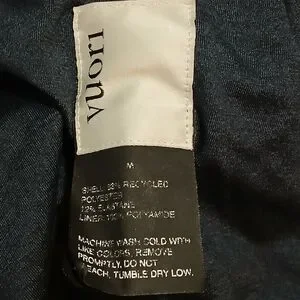 vuori
M
SHELL: 88% RECYCLED
POLYESTER
12% ELASTANE
LINER: 100% POLYAMIDE
MACHINE WASH COLD WITH
LIKE COLORS, REMOVE
PROMPTLY, DO NOT
BLEACH, TUMBLE DRY LOW.